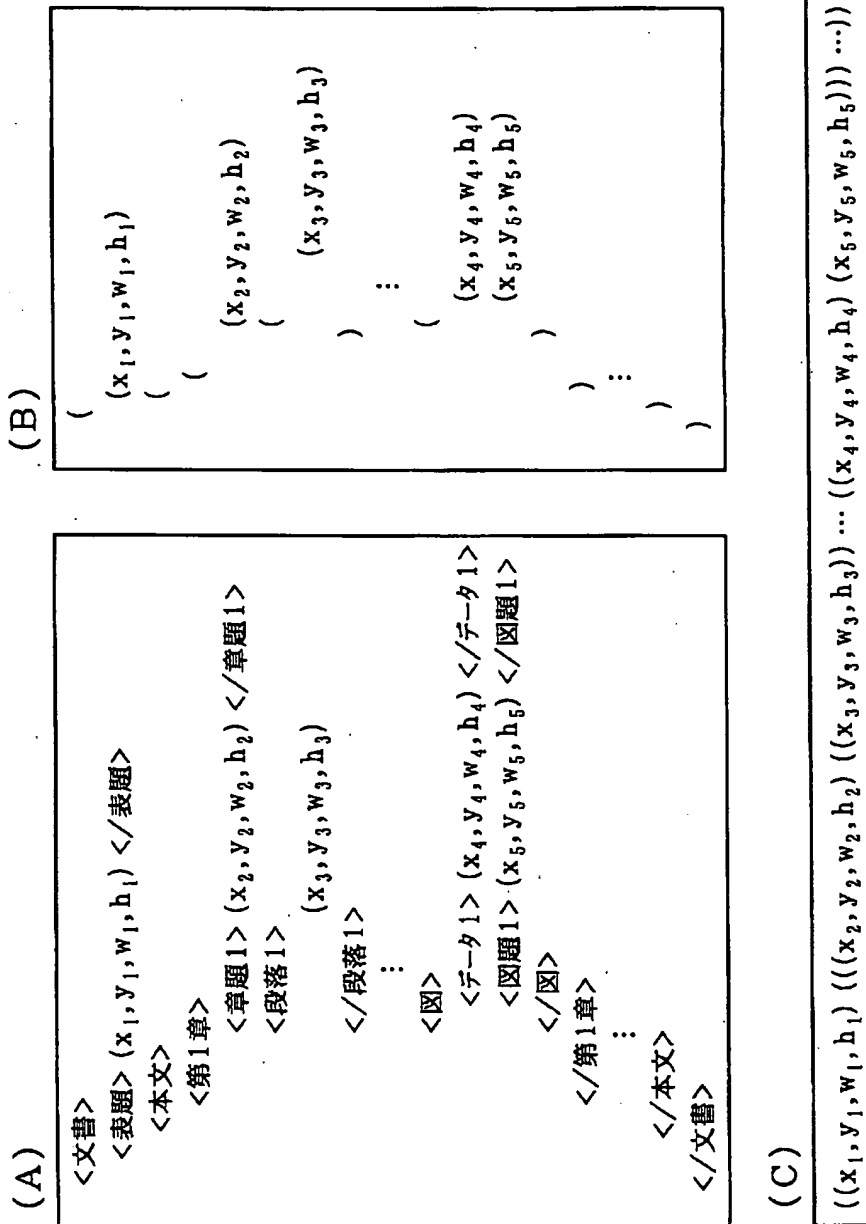 (A)
<文書>
<表題> (x₁, y₁, w₁, h₁) </表題>
<本文>
<第1章>
<章題1> (x₂, y₂, w₂, h₂) </章題1>
<段落1>
(x₃, y₃, w₃, h₃)
</段落1>
⋮
<図>
<データ1> (x₄, y₄, w₄, h₄) </データ1>
<図題1> (x₅, y₅, w₅, h₅) </図題1>
</図>
</第1章>
⋮
</本文>
</文書>
(B)
(
(x₁, y₁, w₁, h₁)
(
(
(x₂, y₂, w₂, h₂)
(
(x₃, y₃, w₃, h₃)
)
⋮
(
(x₄, y₄, w₄, h₄)
(x₅, y₅, w₅, h₅)
)
)
⋮
)
)
(C)
((x₁, y₁, w₁, h₁) (((x₂, y₂, w₂, h₂) ((x₃, y₃, w₃, h₃)) … ((x₄, y₄, w₄, h₄) (x₅, y₅, w₅, h₅))) …))